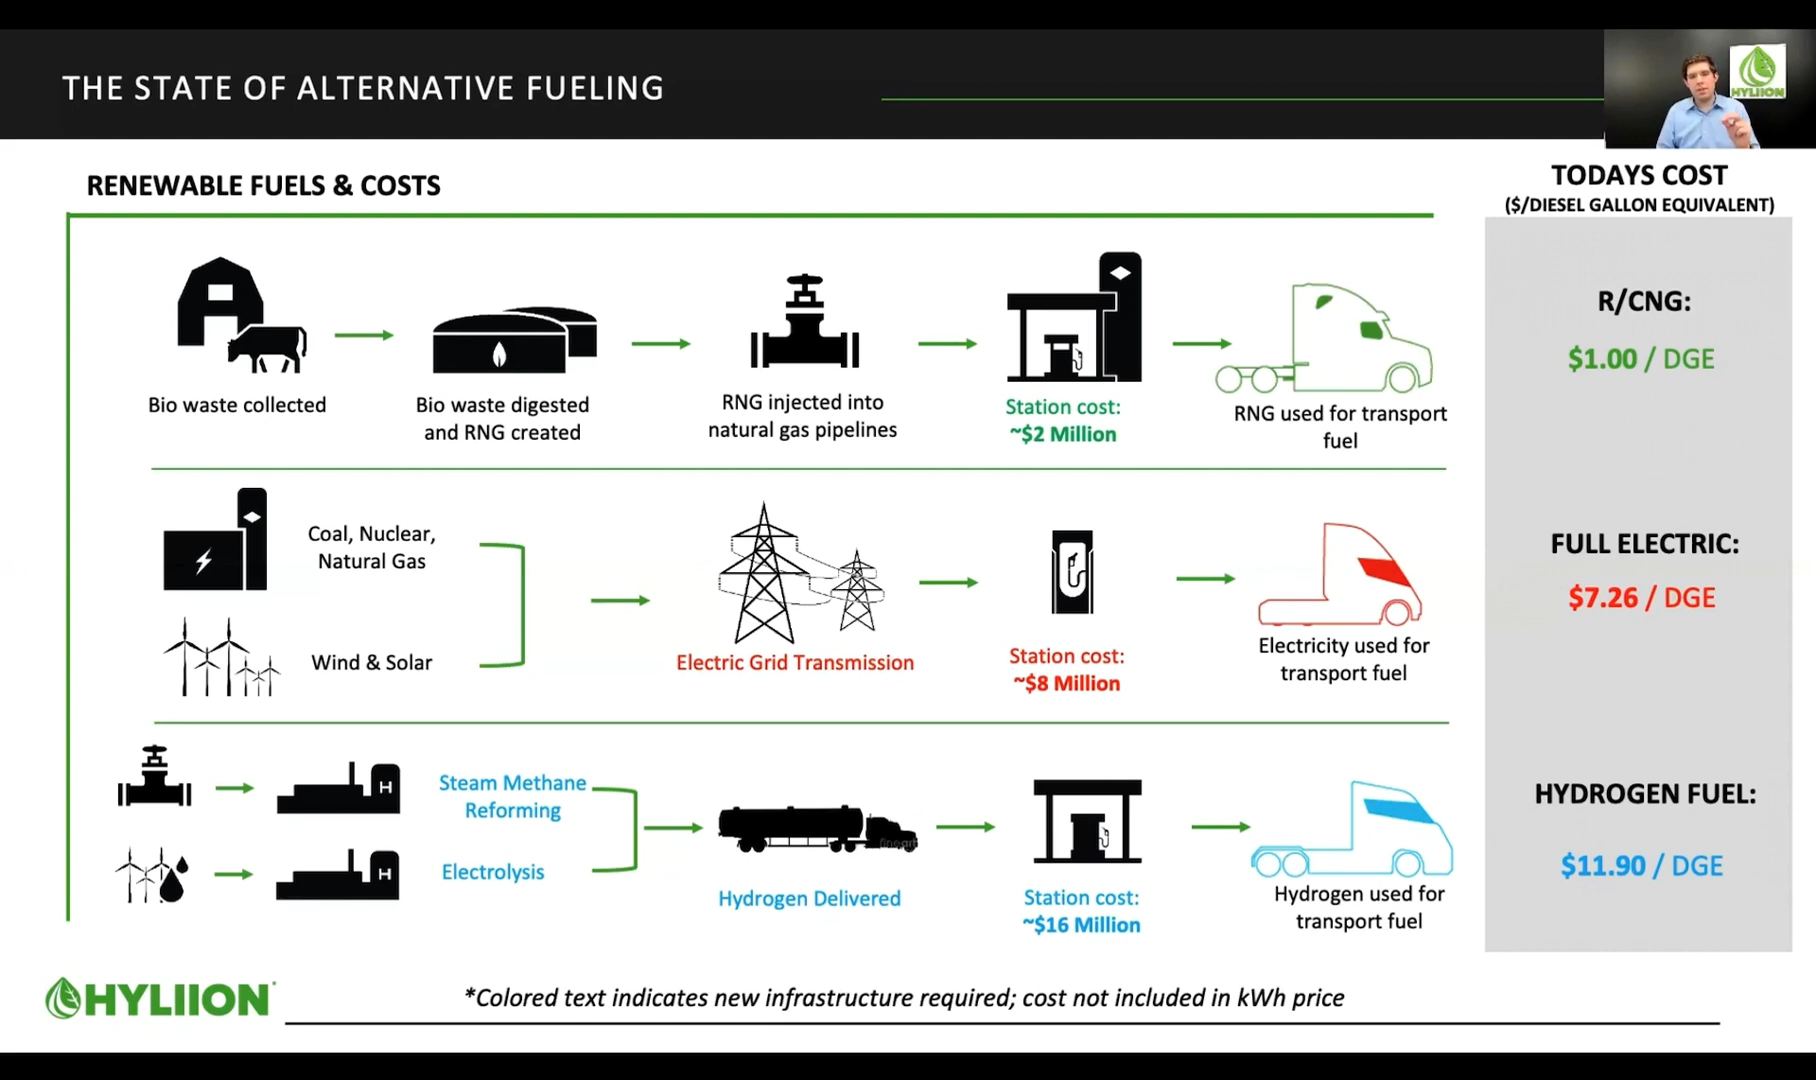 THE STATE OF ALTERNATIVE FUELING
HYLIION
RENEWABLE FUELS & COSTS
TODAYS COST
($/DIESEL GALLON EQUIVALENT)
Bio waste collected
Bio waste digested
and RNG created
RNG injected into
natural gas pipelines
Station cost:
~$2 Million
RNG used for transport
fuel
R/CNG:
$1.00 / DGE
Coal, Nuclear,
Natural Gas
Wind & Solar
Electric Grid Transmission
Station cost:
~$8 Million
Electricity used for
transport fuel
FULL ELECTRIC:
$7.26 / DGE
H
Steam Methane
Reforming
H
Electrolysis
Hydrogen Delivered
Station cost:
~$16 Million
Hydrogen used for
transport fuel
HYDROGEN FUEL:
$11.90 / DGE
HYLIION
*Colored text indicates new infrastructure required; cost not included in kWh price